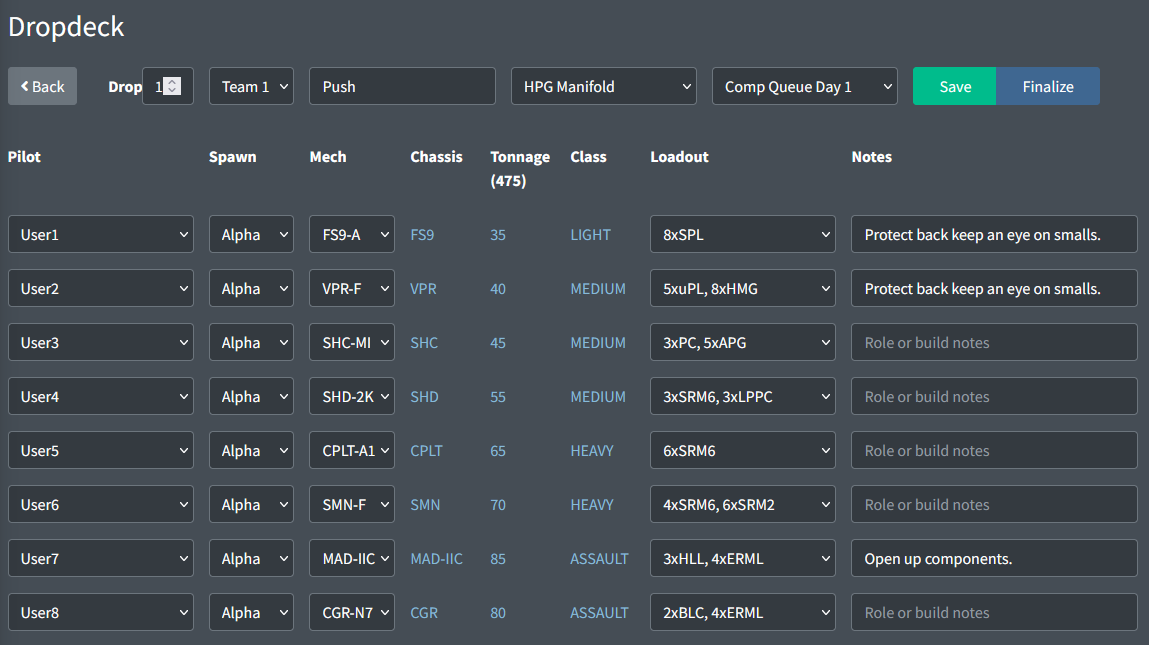 Dropdeck
Back Drop 1 Team 1 Push HPG Manifold Comp Queue Day 1 Save Finalize
Pilot Spawn Mech Chassis Tonnage (475) Class Loadout Notes
User1 Alpha FS9-A FS9 35 LIGHT 8xSPL Protect back keep an eye on smalls.
User2 Alpha VPR-F VPR 40 MEDIUM 5xuPL, 8xHMG Protect back keep an eye on smalls.
User3 Alpha SHC-MI SHC 45 MEDIUM 3xPC, 5xAPG Role or build notes
User4 Alpha SHD-2K SHD 55 MEDIUM 3xSRM6, 3xLPPC Role or build notes
User5 Alpha CPLT-A1 CPLT 65 HEAVY 6xSRM6 Role or build notes
User6 Alpha SMN-F SMN 70 HEAVY 4xSRM6, 6xSRM2 Role or build notes
User7 Alpha MAD-IIC MAD-IIC 85 ASSAULT 3xHLL, 4xERML Open up components.
User8 Alpha CGR-N7 CGR 80 ASSAULT 2xBLC, 4xERML Role or build notes